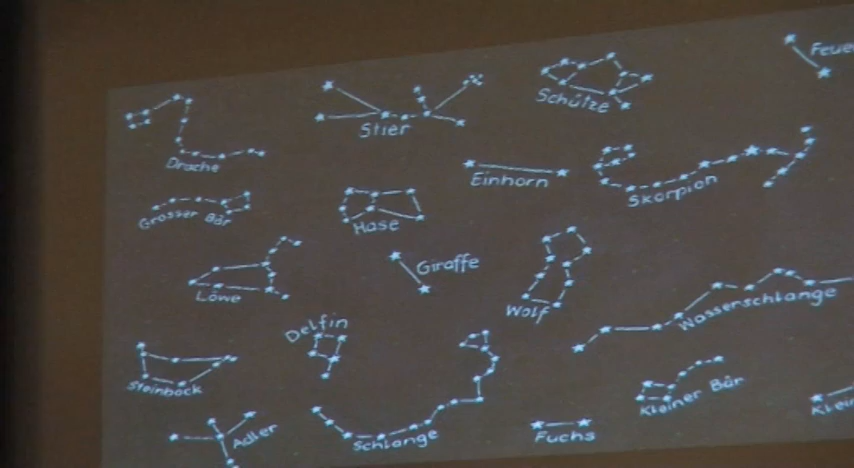 Schütze
Stier
Drache
Einhorn
Skorpion
Grosser Bär
Hase
Giraffe
Löwe
Wolf
Wasserschlange
Delfin
Steinbock
Kleiner Bär
Adler
Schlange
Fuchs